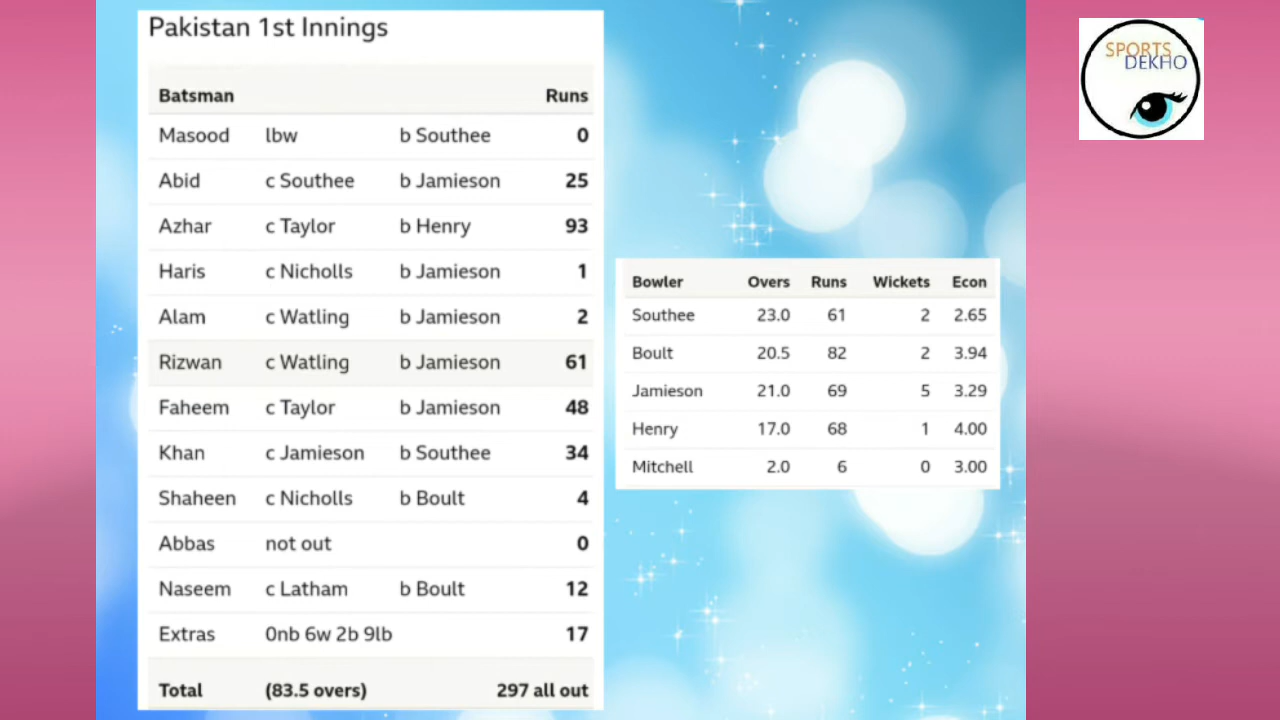 Pakistan 1st Innings
Batsman Runs
Masood lbw b Southee 0
Abid c Southee b Jamieson 25
Azhar c Taylor b Henry 93
Haris c Nicholls b Jamieson 1
Alam c Watling b Jamieson 2
Rizwan c Watling b Jamieson 61
Faheem c Taylor b Jamieson 48
Khan c Jamieson b Southee 34
Shaheen c Nicholls b Boult 4
Abbas not out 0
Naseem c Latham b Boult 12
Extras 0nb 6w 2b 9lb 17
Total (83.5 overs) 297 all out
Bowler Overs Runs Wickets Econ
Southee 23.0 61 2 2.65
Boult 20.5 82 2 3.94
Jamieson 21.0 69 5 3.29
Henry 17.0 68 1 4.00
Mitchell 2.0 6 0 3.00
SPORTS
DEKHO